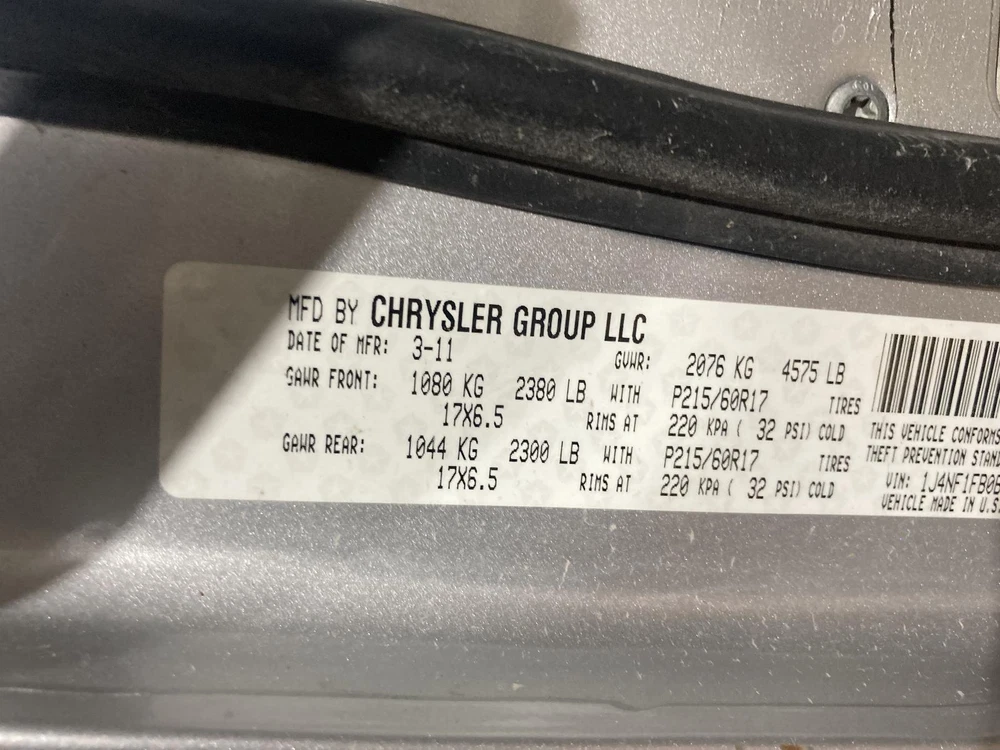 MFD BY CHRYSLER GROUP LLC
DATE OF MFR: 3-11 GVWR: 2076 KG 4575 LB
GAWR FRONT: 1080 KG 2380 LB WITH P215/60R17 TIRES
17X6.5 RIMS AT 220 KPA ( 32 PSI) COLD
GAWR REAR: 1044 KG 2300 LB WITH P215/60R17 TIRES
17X6.5 RIMS AT 220 KPA ( 32 PSI) COLD
THIS VEHICLE CONFORMS
THEFT PREVENTION STAND
VIN: 1J4NF1FB0B
VEHICLE MADE IN U.S.